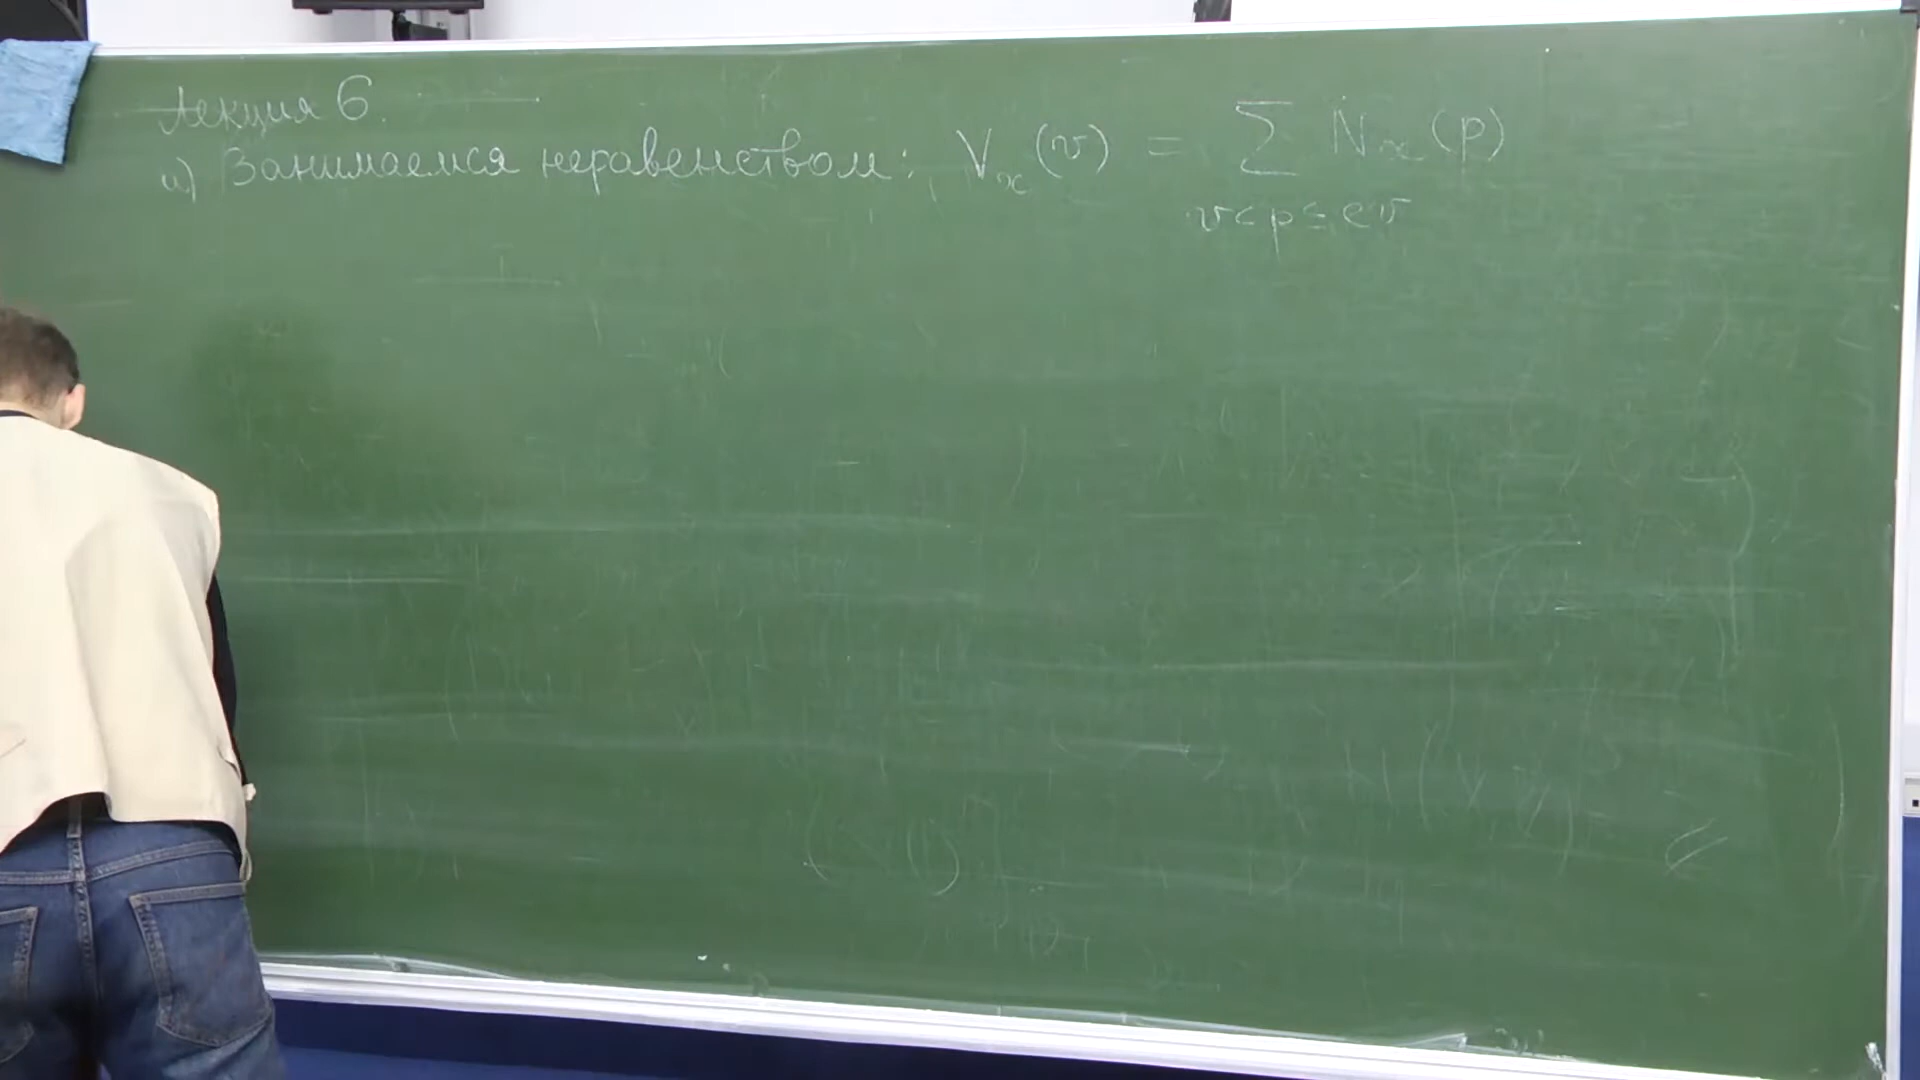 Лекция 6.
и) Занимаемся неравенством: V_x(v) = ∑ N_x(p)
v<p≤ev